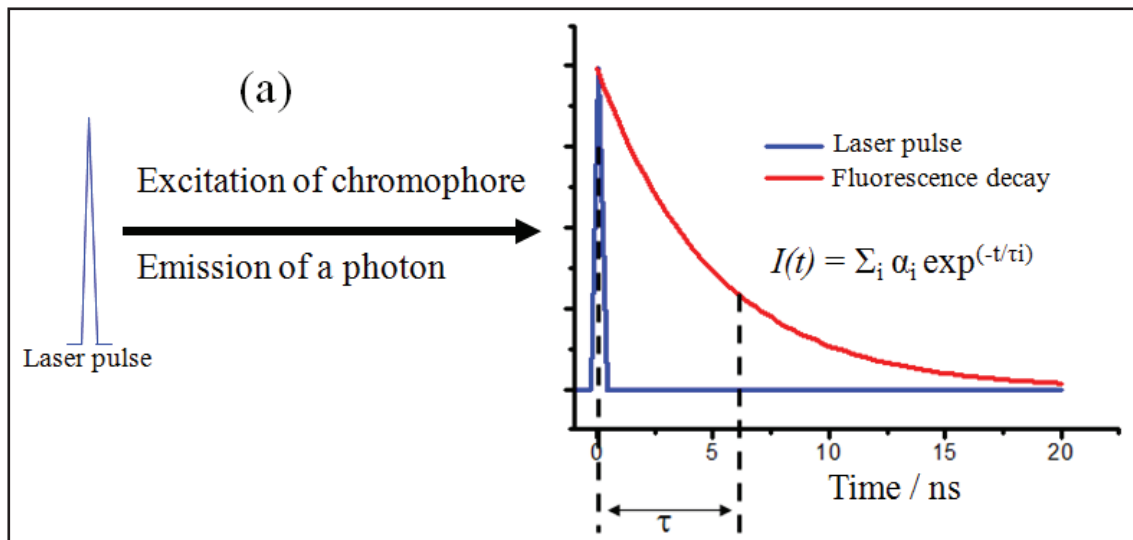 (a)
Laser pulse
Excitation of chromophore
Emission of a photon
Laser pulse
Fluorescence decay
I(t) = Σi αi exp(-t/τi)
0 5 10 15 20
Time / ns
τ